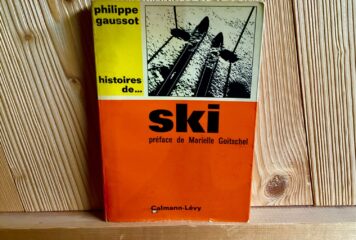 philippe
gaussot
histoires
de...
ski
préface de Marielle Goitschel
Calmann-Lévy